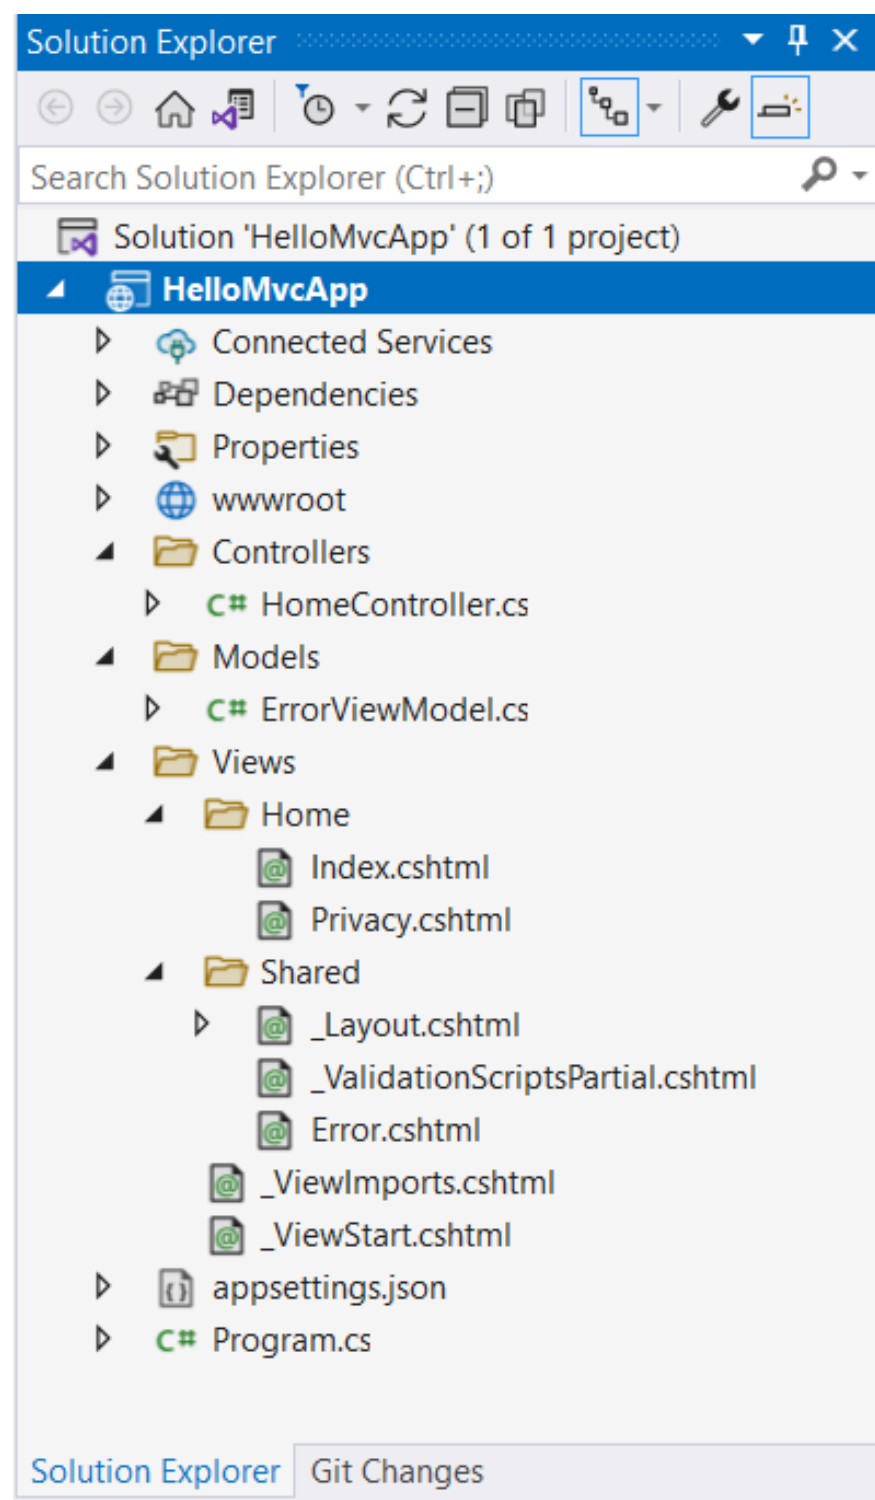 Solution Explorer
Search Solution Explorer (Ctrl+;)
Solution 'HelloMvcApp' (1 of 1 project)
HelloMvcApp
Connected Services
Dependencies
Properties
wwwroot
Controllers
C# HomeController.cs
Models
C# ErrorViewModel.cs
Views
Home
Index.cshtml
Privacy.cshtml
Shared
_Layout.cshtml
_ValidationScriptsPartial.cshtml
Error.cshtml
_ViewImports.cshtml
_ViewStart.cshtml
appsettings.json
C# Program.cs
Solution Explorer Git Changes